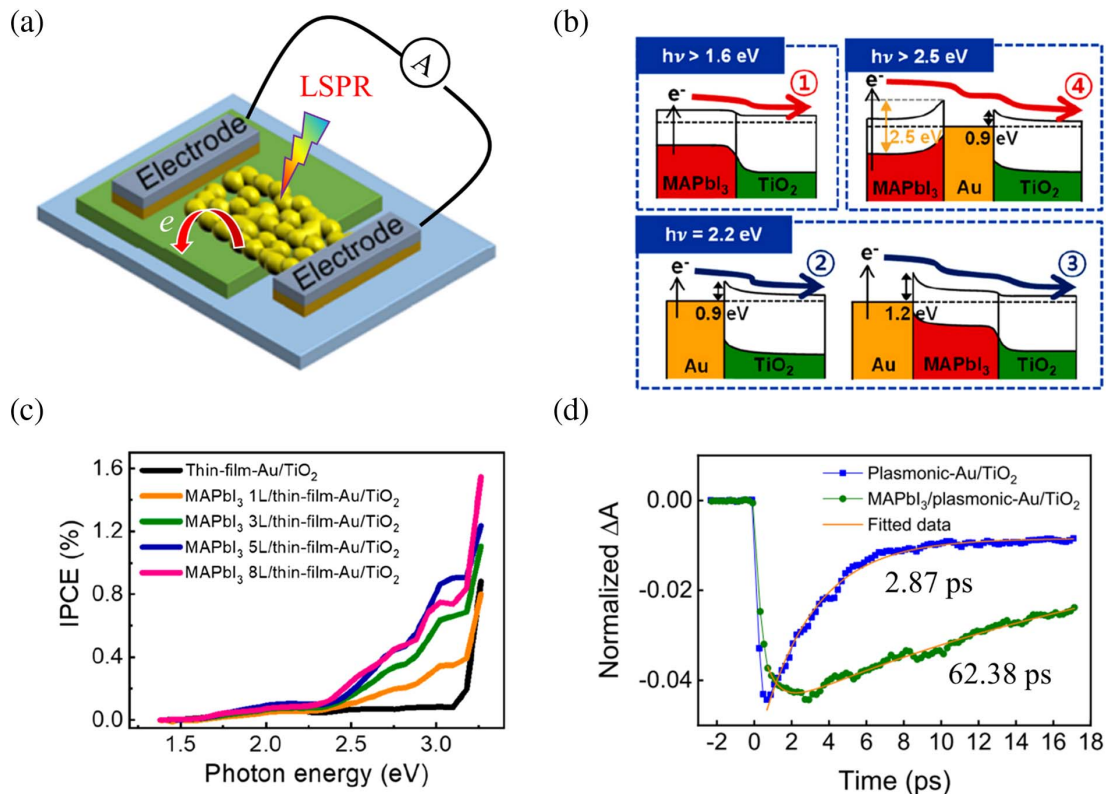 (a)
A
LSPR
Electrode
e
Electrode
(b)
hν > 1.6 eV
e⁻
①
MAPbI₃
TiO₂
hν > 2.5 eV
e⁻
④
2.5 eV
0.9 eV
MAPbI₃
Au
TiO₂
hν = 2.2 eV
e⁻
②
0.9 eV
Au
TiO₂
e⁻
③
1.2 eV
Au
MAPbI₃
TiO₂
(c)
IPCE (%)
1.6
1.2
0.8
0.4
0.0
Thin-film-Au/TiO₂
MAPbI₃ 1L/thin-film-Au/TiO₂
MAPbI₃ 3L/thin-film-Au/TiO₂
MAPbI₃ 5L/thin-film-Au/TiO₂
MAPbI₃ 8L/thin-film-Au/TiO₂
1.5 2.0 2.5 3.0
Photon energy (eV)
(d)
Normalized ΔA
0.00
-0.02
-0.04
Plasmonic-Au/TiO₂
MAPbI₃/plasmonic-Au/TiO₂
Fitted data
2.87 ps
62.38 ps
-2 0 2 4 6 8 10 12 14 16 18
Time (ps)